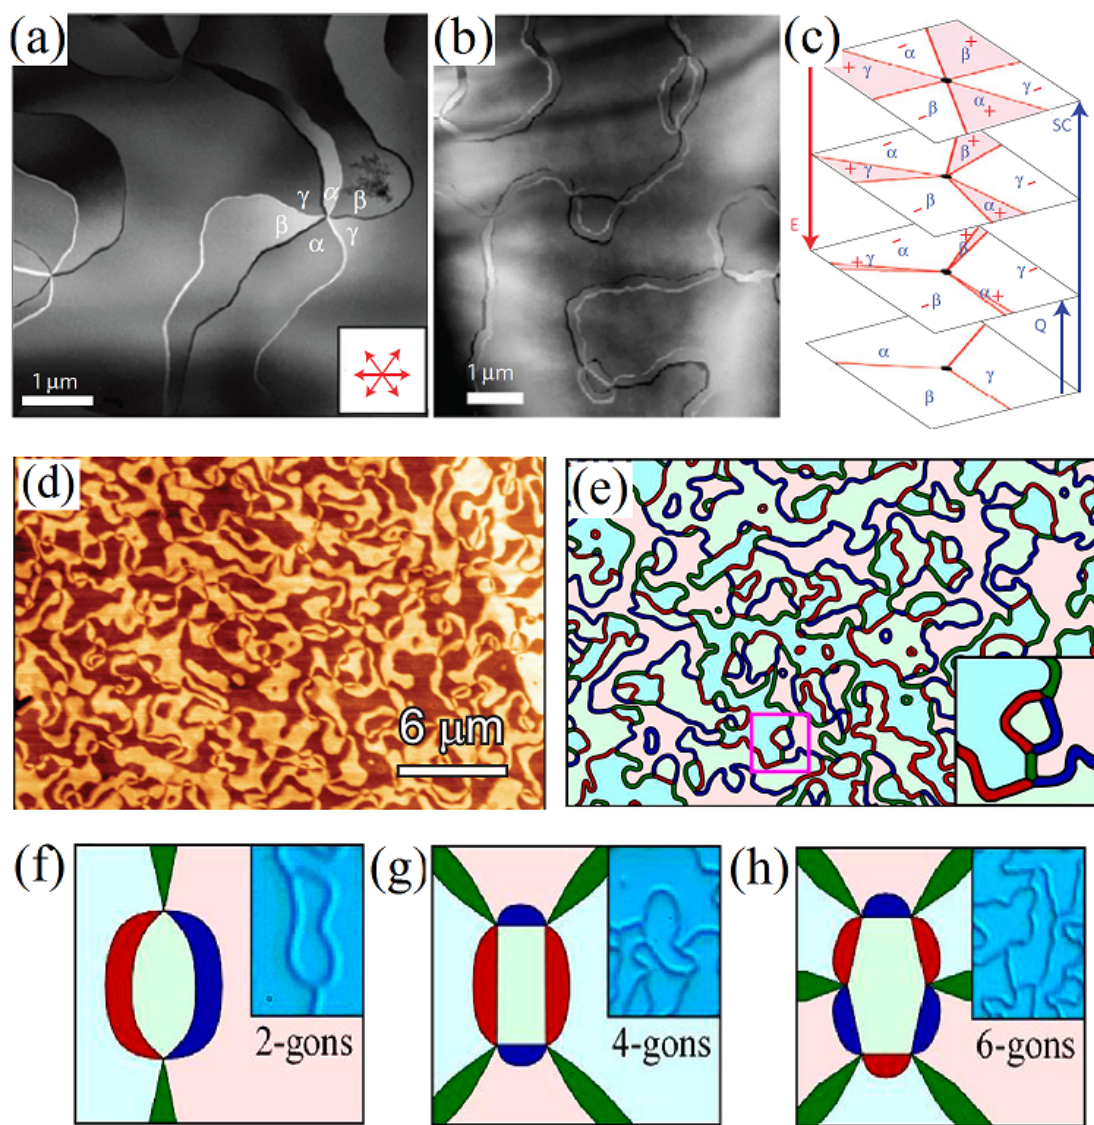 (a)
γ α β
β α γ
1 µm
(b)
1 µm
(c)
- α + β
+ γ γ -
- β α +
SC
- α β +
+ γ γ -
- β α +
E
- α + β
+ γ γ -
- β α +
Q
α
β γ
(d)
6 µm
(e)
(f)
2-gons
(g)
4-gons
(h)
6-gons